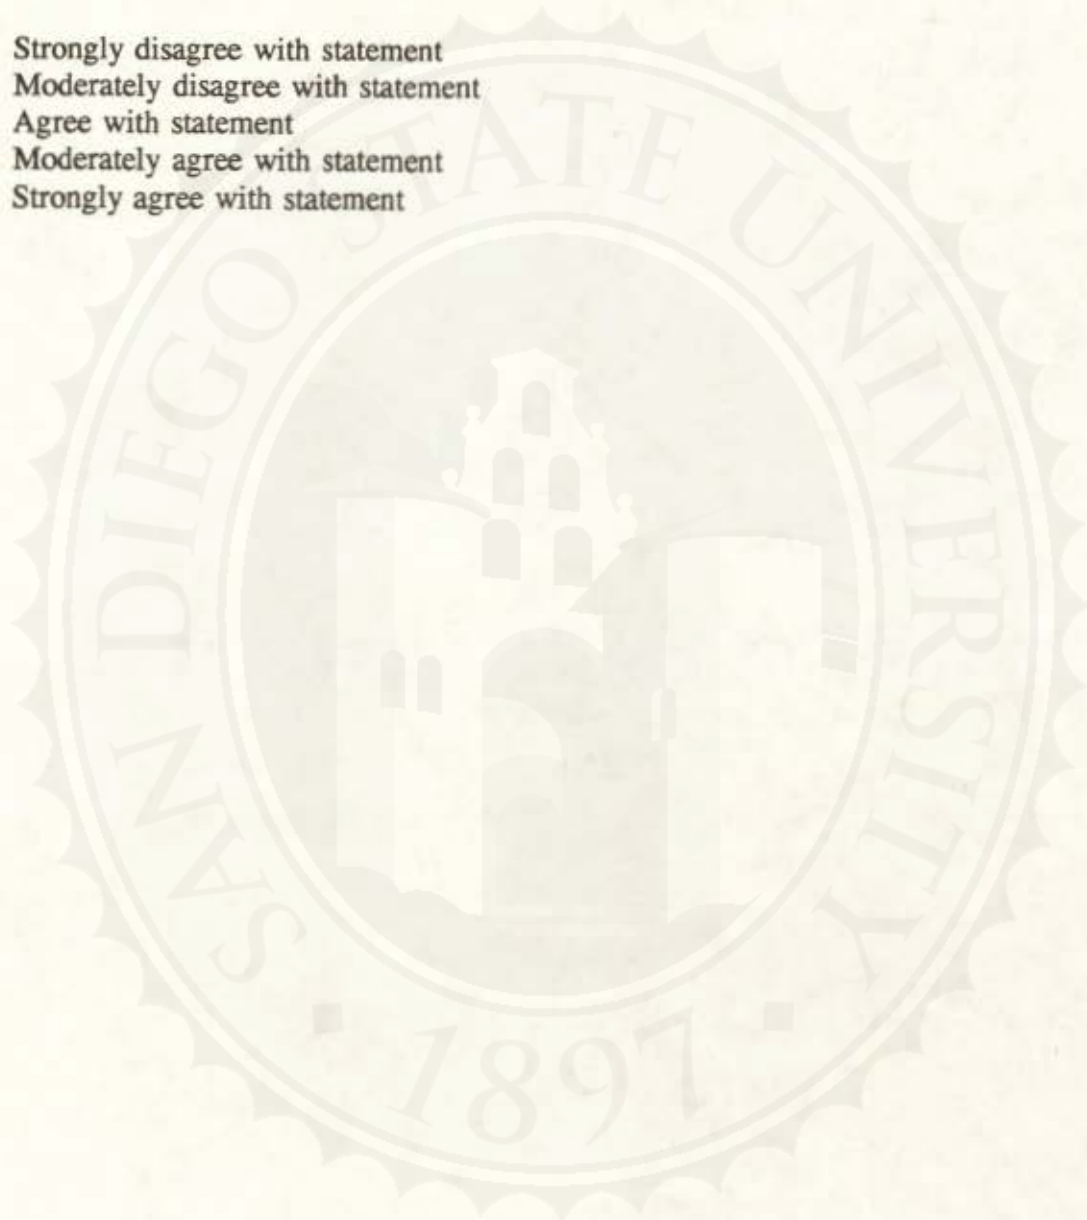 Strongly disagree with statement
Moderately disagree with statement
Agree with statement
Moderately agree with statement
Strongly agree with statement
SAN DIEGO STATE UNIVERSITY
1897